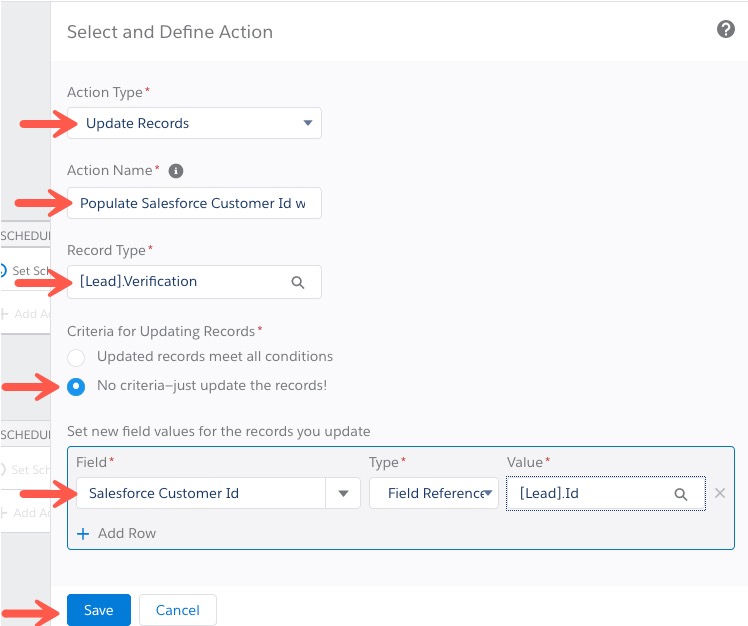 Select and Define Action
Action Type*
Update Records
Action Name*
Populate Salesforce Customer Id w
Record Type*
SCHEDU
[Lead].Verification
Set Sch
Add A
Criteria for Updating Records*
Updated records meet all conditions
No criteria—just update the records!
Set new field values for the records you update
SCHEDU
Field* Type* Value*
Set Sch
Salesforce Customer Id Field Reference [Lead].Id
Add A
+ Add Row
Save Cancel